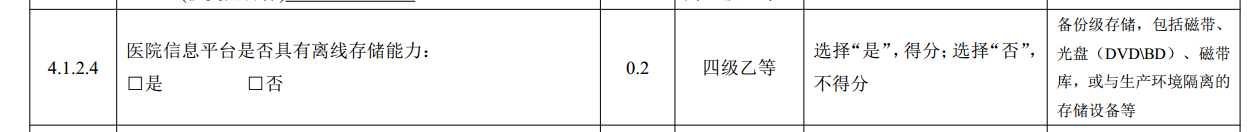 4.1.2.4
医院信息平台是否具有离线存储能力：
□是 □否
0.2
四级乙等
选择“是”，得分；选择“否”，
不得分
备份级存储，包括磁带、
光盘（DVD\BD）、磁带
库，或与生产环境隔离的
存储设备等